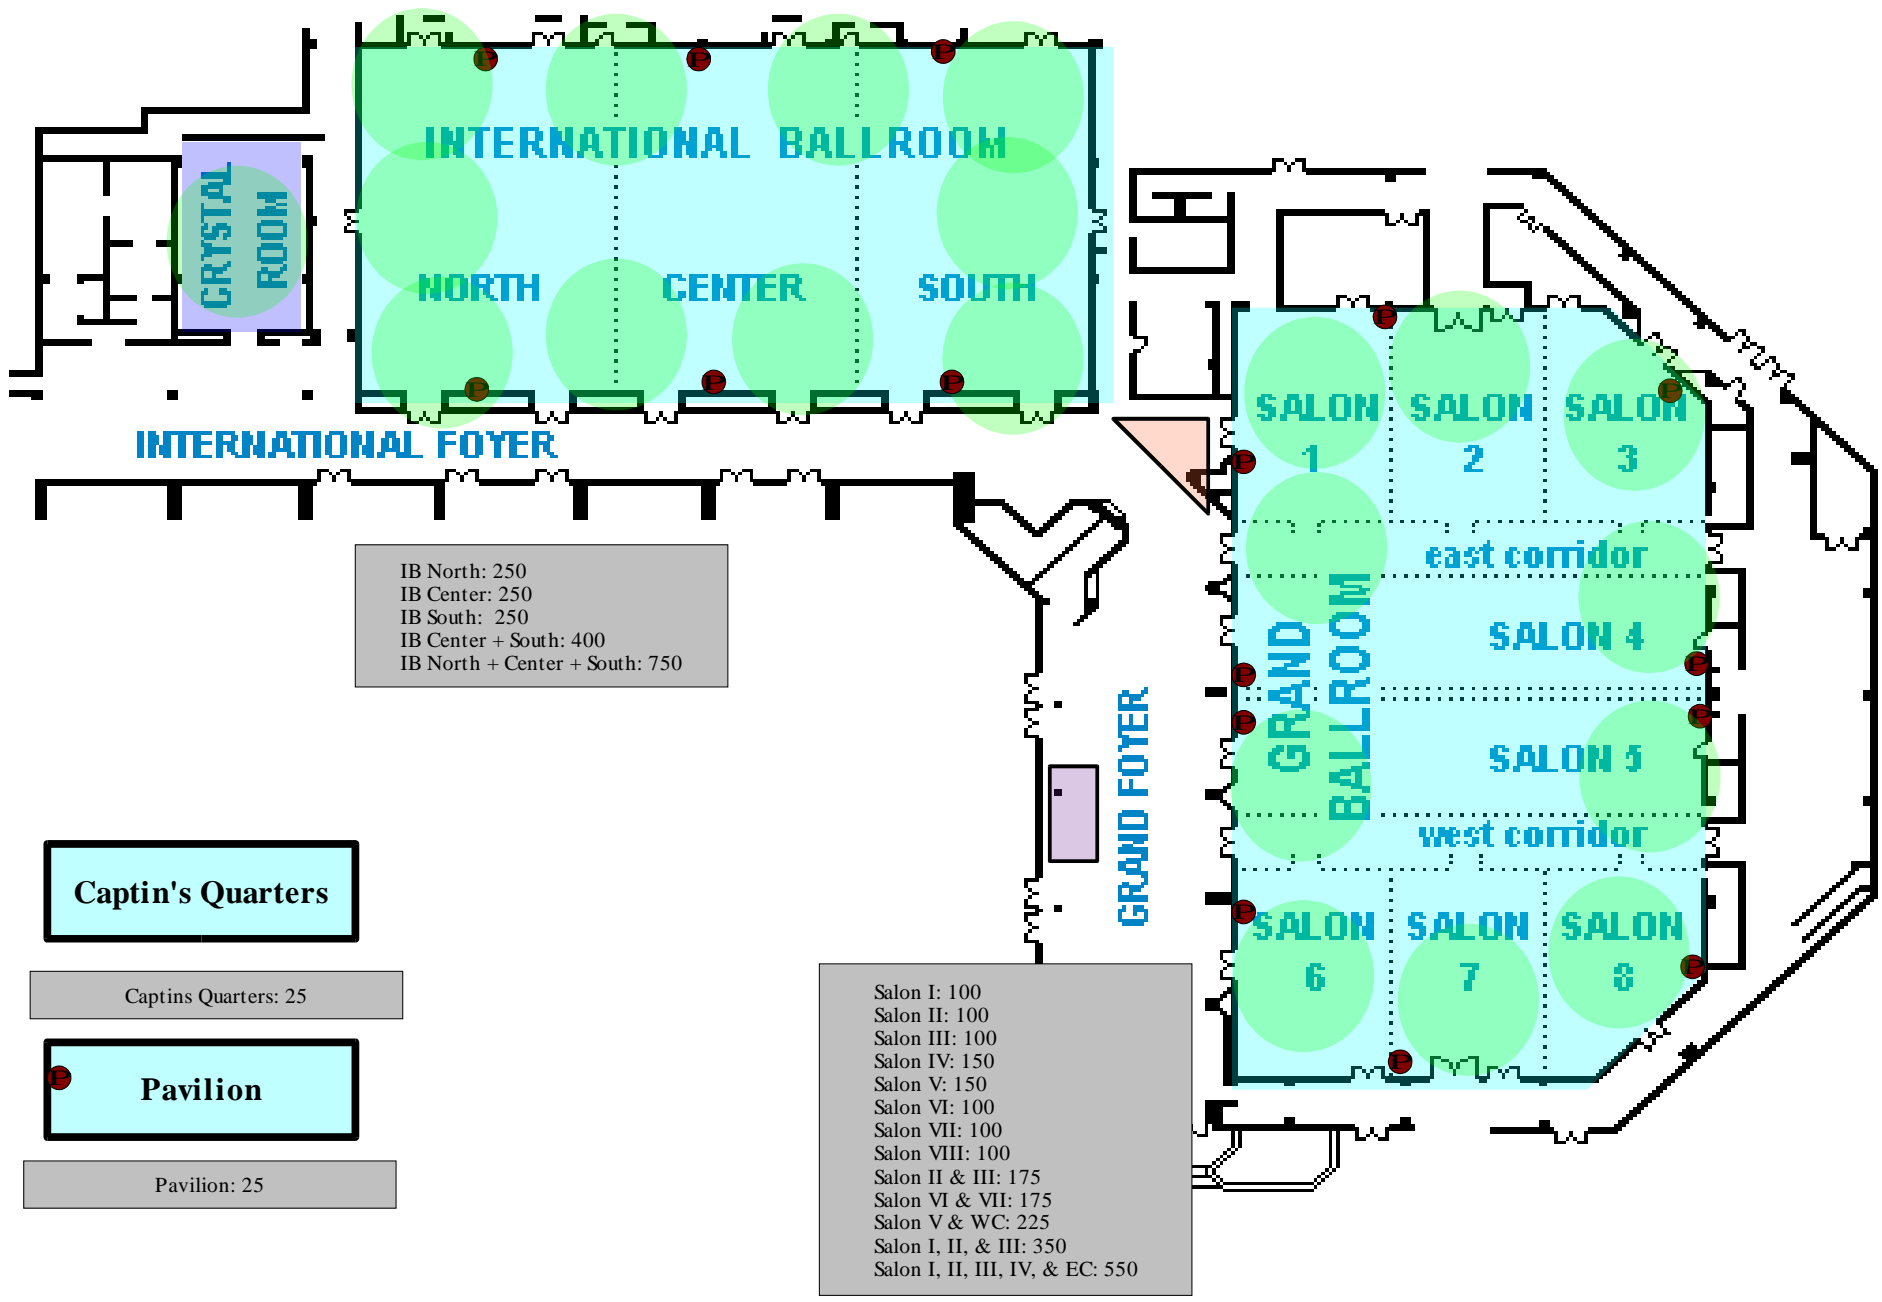 INTERNATIONAL BALLROOM
NORTH
CENTER
SOUTH
CRYSTAL
ROOM
P
P
P
P
P
P
INTERNATIONAL FOYER
IB North: 250
IB Center: 250
IB South: 250
IB Center + South: 400
IB North + Center + South: 750
SALON
1
SALON
2
SALON
3
P
P
P
east corridor
GRAND
BALLROOM
SALON 4
P
P
P
P
SALON 5
west corridor
GRAND FOYER
SALON
6
SALON
7
SALON
8
P
P
P
Captin's Quarters
Captins Quarters: 25
P
Pavilion
Pavilion: 25
Salon I: 100
Salon II: 100
Salon III: 100
Salon IV: 150
Salon V: 150
Salon VI: 100
Salon VII: 100
Salon VIII: 100
Salon II & III: 175
Salon VI & VII: 175
Salon V & WC: 225
Salon I, II, & III: 350
Salon I, II, III, IV, & EC: 550